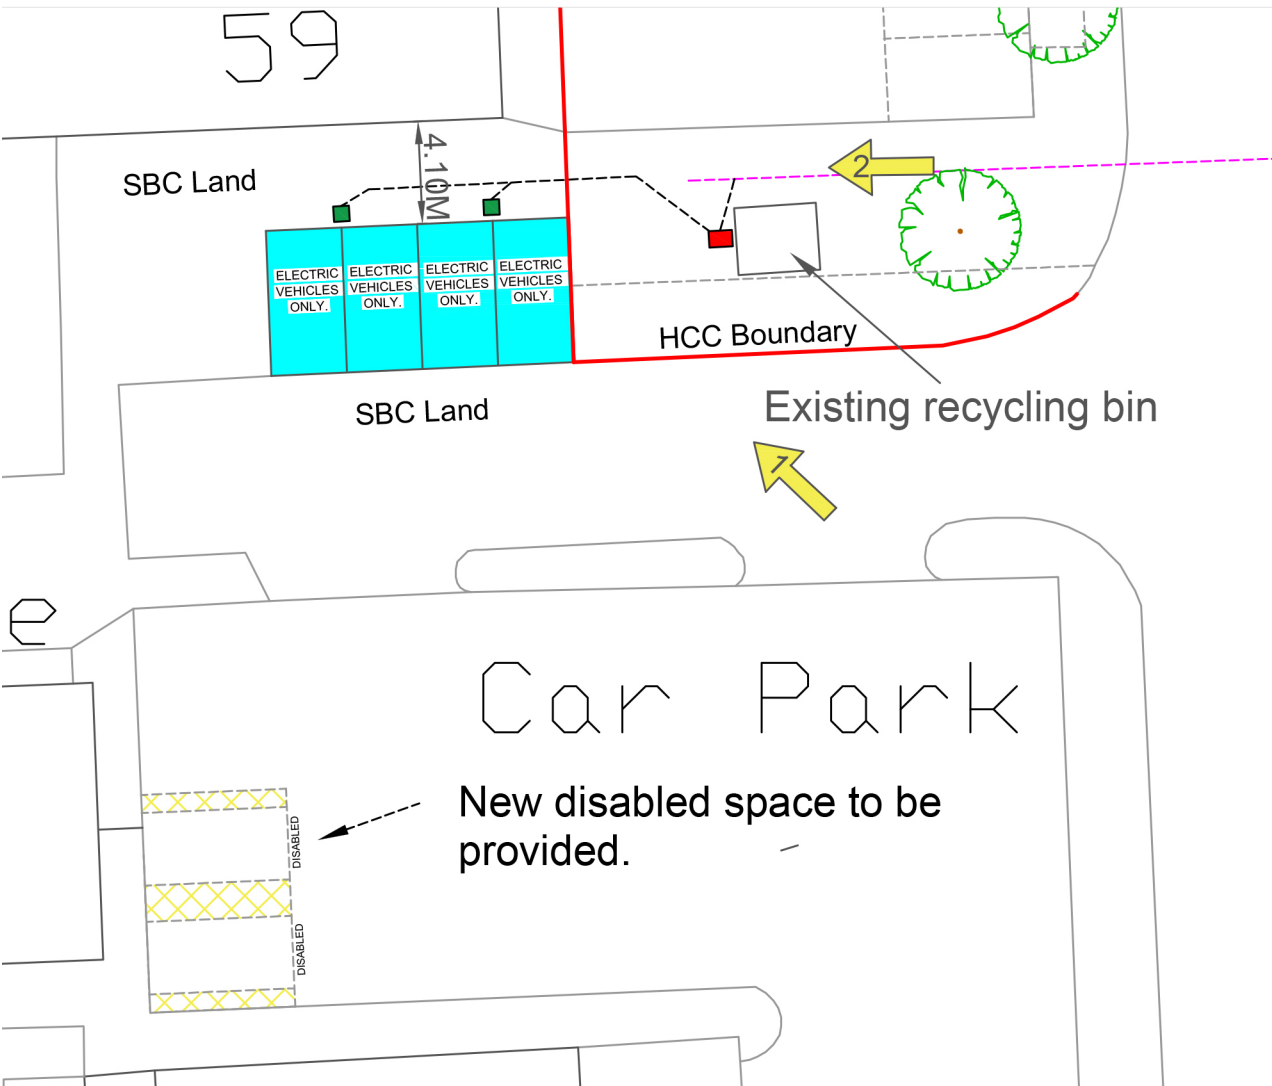 59
4.10M
SBC Land
2
ELECTRIC
VEHICLES
ONLY.
ELECTRIC
VEHICLES
ONLY.
ELECTRIC
VEHICLES
ONLY.
ELECTRIC
VEHICLES
ONLY.
HCC Boundary
SBC Land
Existing recycling bin
1
e
Car Park
New disabled space to be
provided.
DISABLED
DISABLED